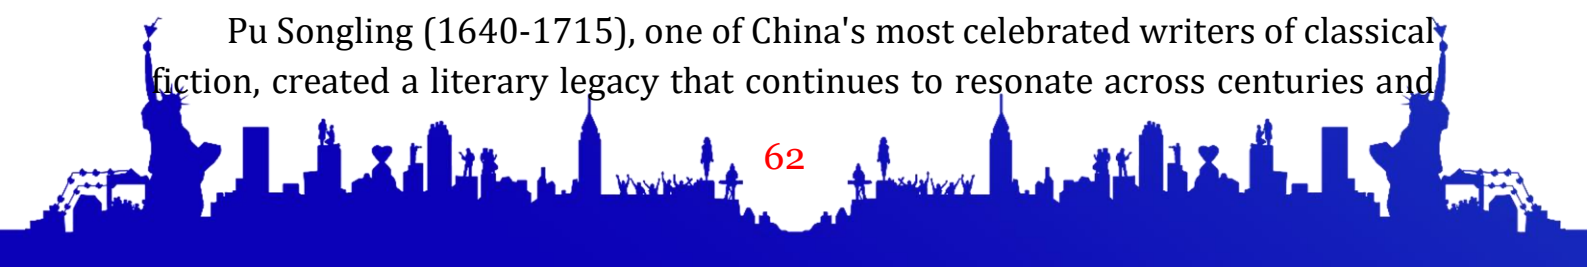 Pu Songling (1640-1715), one of China's most celebrated writers of classical
fiction, created a literary legacy that continues to resonate across centuries and
62